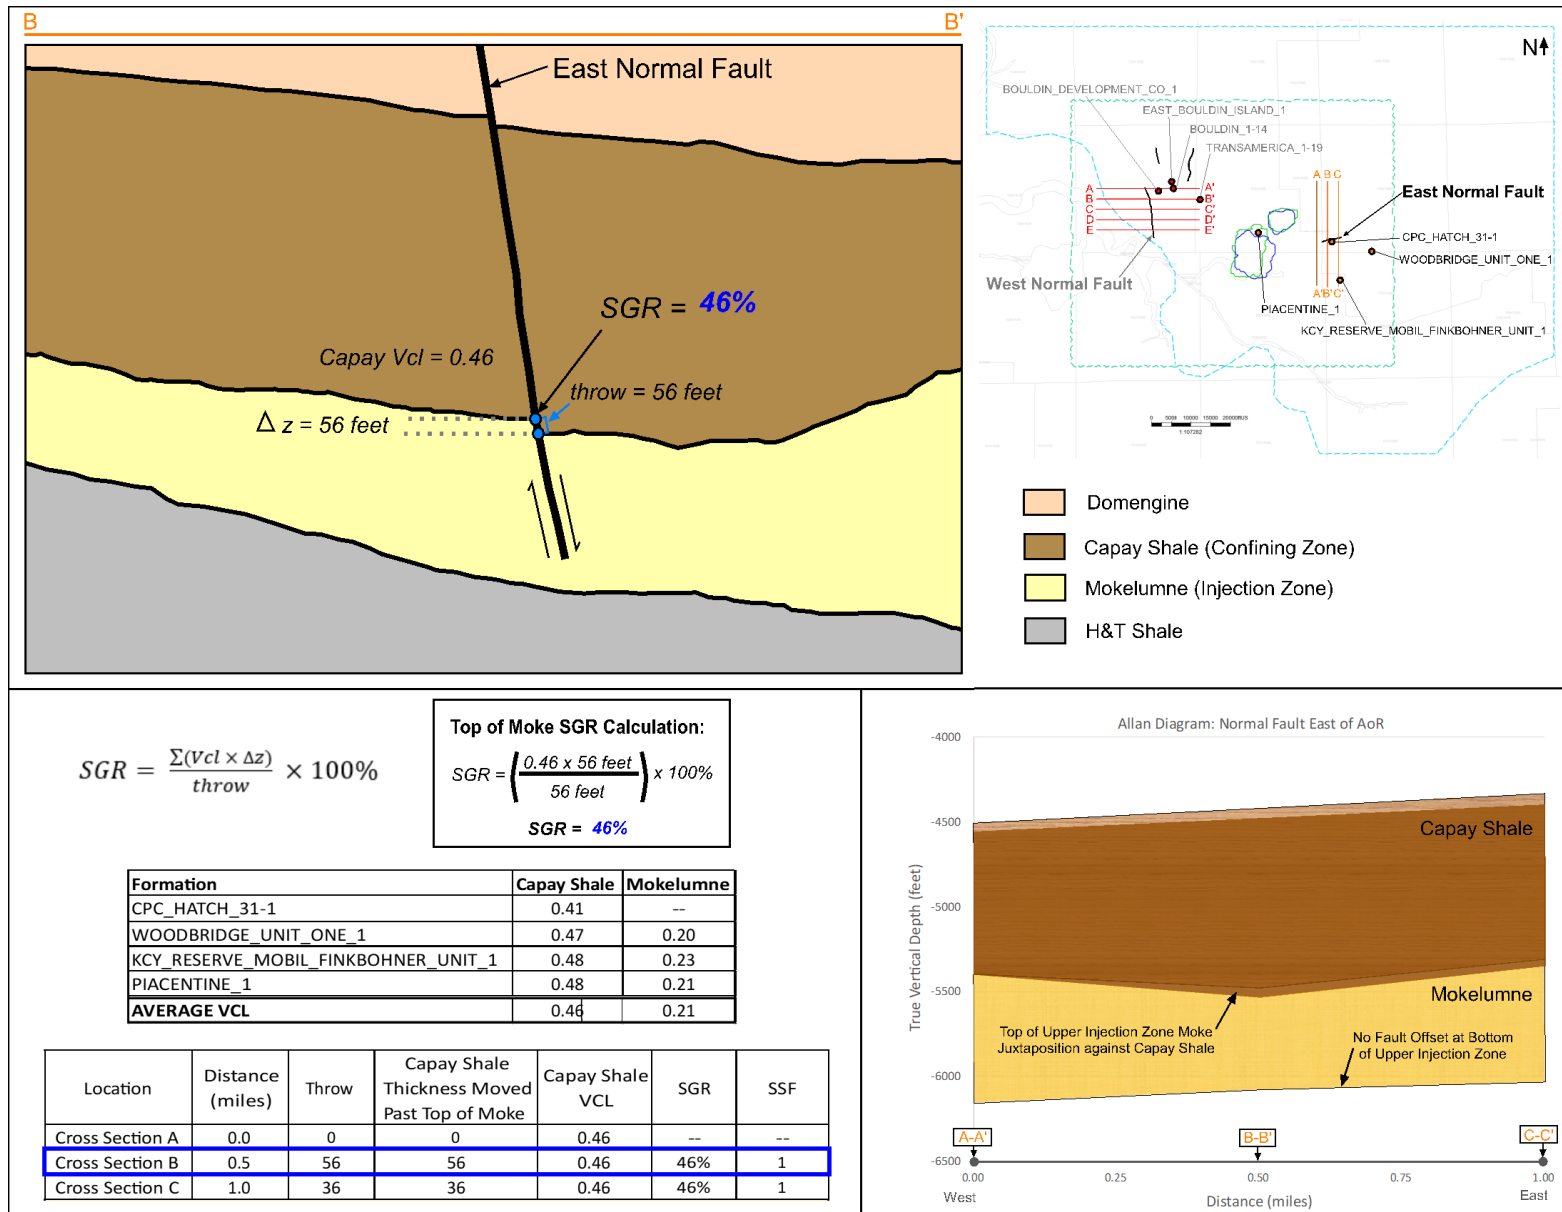 B
B'
East Normal Fault
SGR = 46%
Capay Vcl = 0.46
throw = 56 feet
Δ z = 56 feet
N
BOULDIN_DEVELOPMENT_CO_1
EAST_BOULDIN_ISLAND_1
BOULDIN_1-14
TRANSAMERICA_1-19
A A'
B B'
C C'
D D'
E E'
A B C
East Normal Fault
CPC_HATCH_31-1
WOODBRIDGE_UNIT_ONE_1
West Normal Fault
A' B' C'
PIACENTINE_1
KCY_RESERVE_MOBIL_FINKBOHNER_UNIT_1
0 5000 10000 15000 20000ftUS
1:107262
Domengine
Capay Shale (Confining Zone)
Mokelumne (Injection Zone)
H&T Shale
SGR = Σ(Vcl × Δz) / throw × 100%
Top of Moke SGR Calculation:
SGR = (0.46 x 56 feet / 56 feet) x 100%
SGR = 46%
Formation Capay Shale Mokelumne
CPC_HATCH_31-1 0.41 --
WOODBRIDGE_UNIT_ONE_1 0.47 0.20
KCY_RESERVE_MOBIL_FINKBOHNER_UNIT_1 0.48 0.23
PIACENTINE_1 0.48 0.21
AVERAGE VCL 0.46 0.21
Location Distance (miles) Throw Capay Shale Thickness Moved Past Top of Moke Capay Shale VCL SGR SSF
Cross Section A 0.0 0 0 0.46 -- --
Cross Section B 0.5 56 56 0.46 46% 1
Cross Section C 1.0 36 36 0.46 46% 1
Allan Diagram: Normal Fault East of AoR
True Vertical Depth (feet)
-4000
-4500
-5000
-5500
-6000
-6500
Capay Shale
Mokelumne
Top of Upper Injection Zone Moke
Juxtaposition against Capay Shale
No Fault Offset at Bottom
of Upper Injection Zone
A-A' B-B' C-C'
0.00 0.25 0.50 0.75 1.00
West East
Distance (miles)